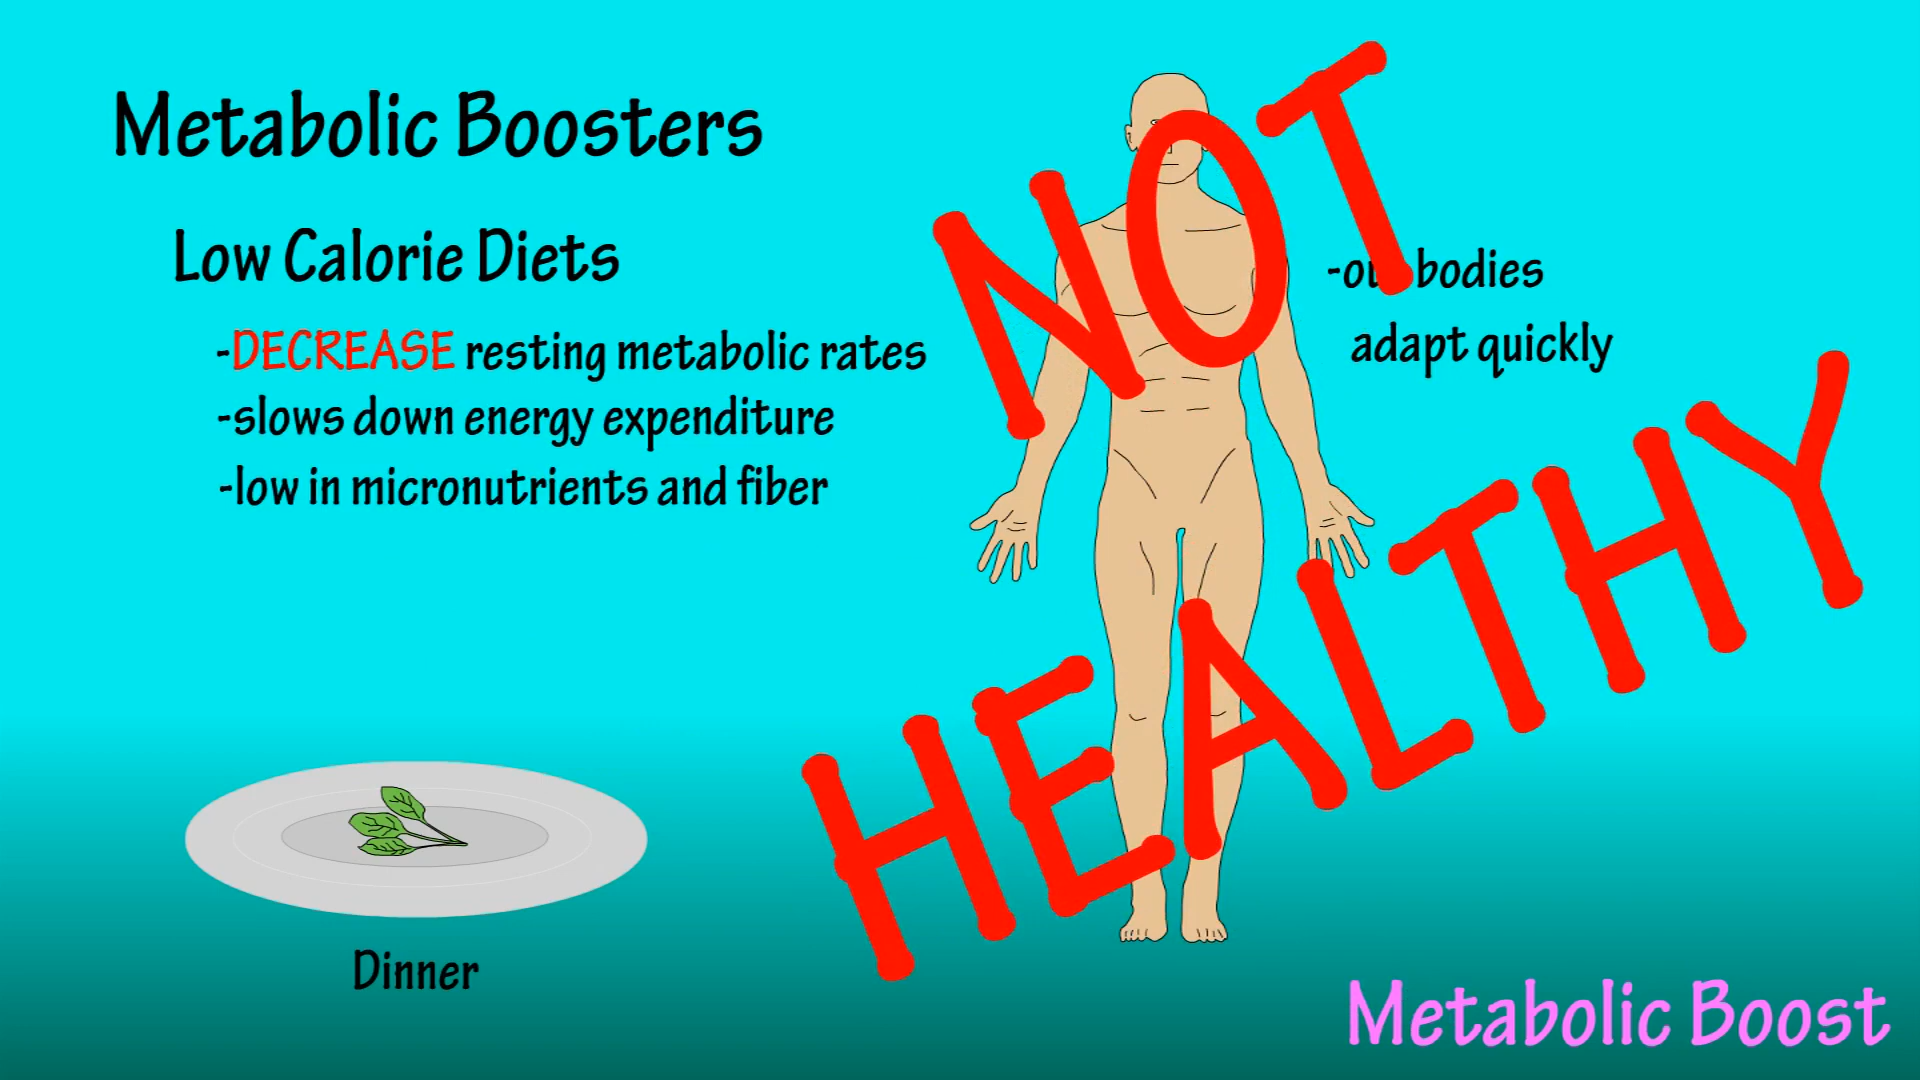 Metabolic Boosters
Low Calorie Diets
-DECREASE resting metabolic rates
-slows down energy expenditure
-low in micronutrients and fiber
-our bodies
adapt quickly
NOT
HEALTHY
Dinner
Metabolic Boost